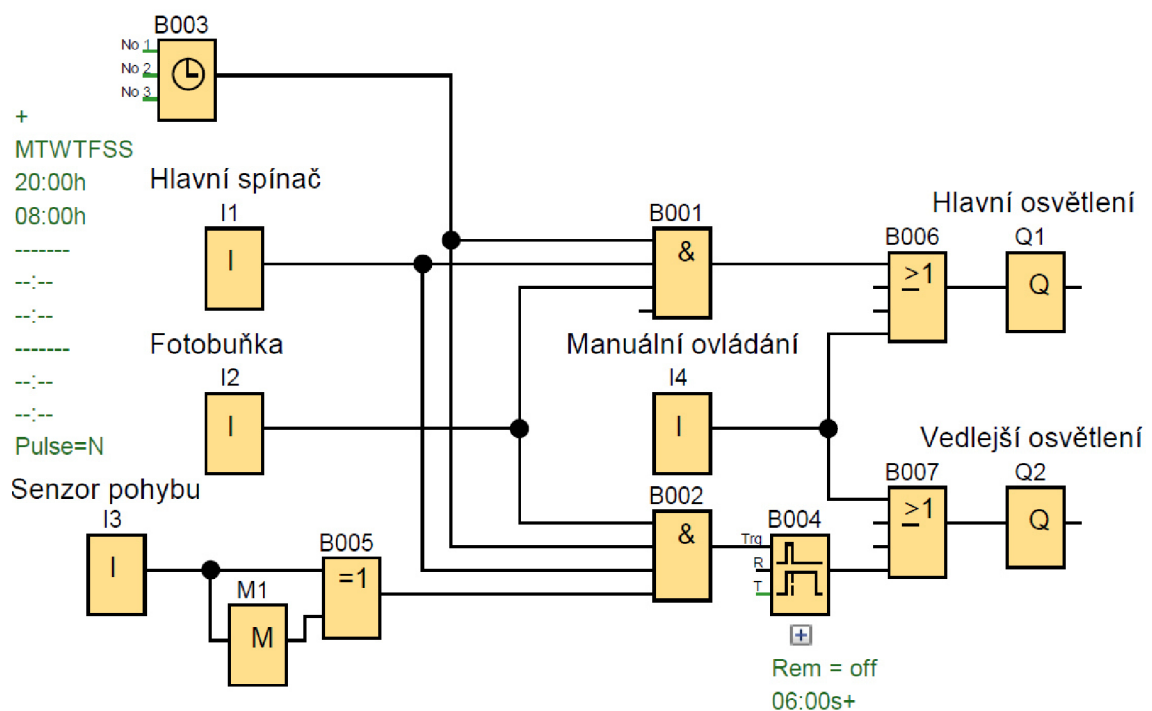 B003
No 1
No 2
No 3
+
MTWTFSS
20:00h
08:00h
-------
--:--
--:--
-------
--:--
--:--
Pulse=N
Hlavní spínač
I1
I
B001
&
Hlavní osvětlení
B006
≥1
Q1
Q
Fotobuňka
I2
I
Manuální ovládání
I4
I
Vedlejší osvětlení
B007
≥1
Q2
Q
Senzor pohybu
I3
I
B005
=1
M1
M
B002
&
B004
Trg
R
T
Rem = off
06:00s+